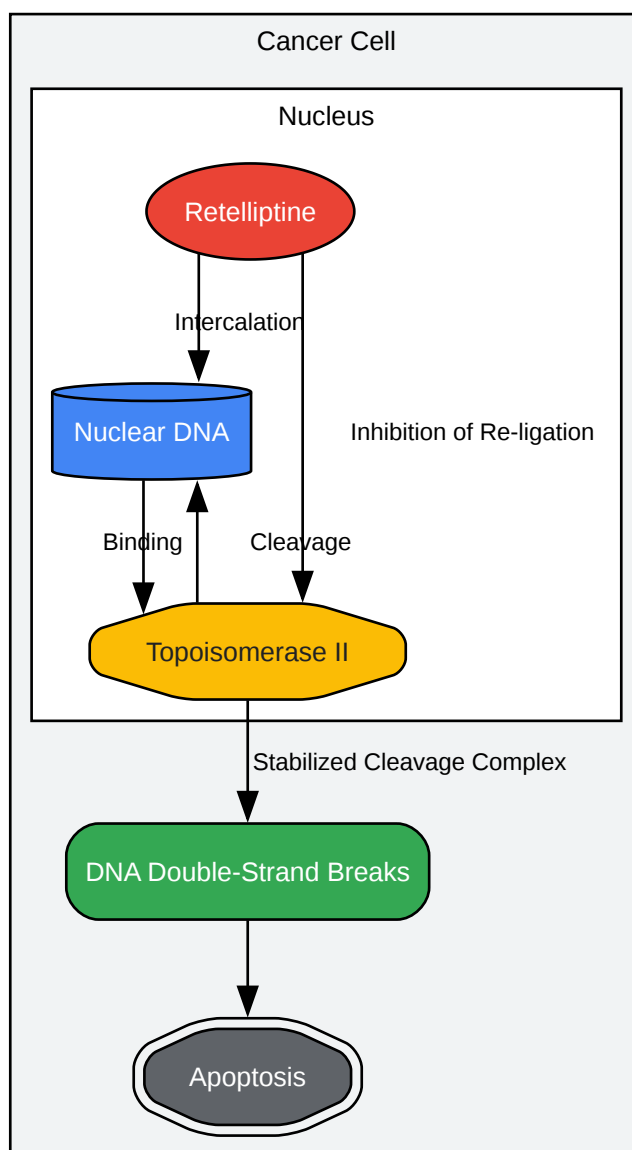 Cancer Cell
Nucleus
Retelliptine
Intercalation
Nuclear DNA
Inhibition of Re-ligation
Binding
Cleavage
Topoisomerase II
Stabilized Cleavage Complex
DNA Double-Strand Breaks
Apoptosis